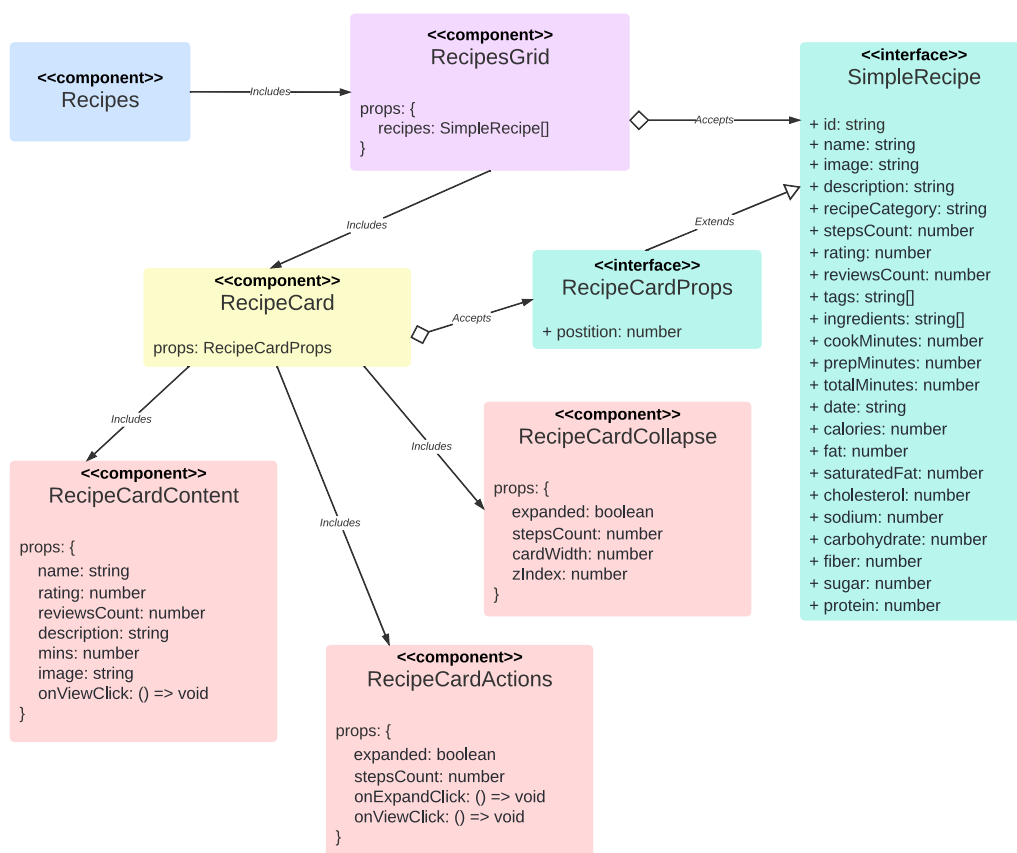 <<component>>
Recipes
Includes
<<component>>
RecipesGrid
props: {
recipes: SimpleRecipe[]
}
Accepts
<<interface>>
SimpleRecipe
+ id: string
+ name: string
+ image: string
+ description: string
+ recipeCategory: string
+ stepsCount: number
+ rating: number
+ reviewsCount: number
+ tags: string[]
+ ingredients: string[]
+ cookMinutes: number
+ prepMinutes: number
+ totalMinutes: number
+ date: string
+ calories: number
+ fat: number
+ saturatedFat: number
+ cholesterol: number
+ sodium: number
+ carbohydrate: number
+ fiber: number
+ sugar: number
+ protein: number
Includes
Extends
<<component>>
RecipeCard
props: RecipeCardProps
Accepts
<<interface>>
RecipeCardProps
+ postition: number
Includes
Includes
Includes
<<component>>
RecipeCardContent
props: {
name: string
rating: number
reviewsCount: number
description: string
mins: number
image: string
onViewClick: () => void
}
<<component>>
RecipeCardCollapse
props: {
expanded: boolean
stepsCount: number
cardWidth: number
zIndex: number
}
<<component>>
RecipeCardActions
props: {
expanded: boolean
stepsCount: number
onExpandClick: () => void
onViewClick: () => void
}